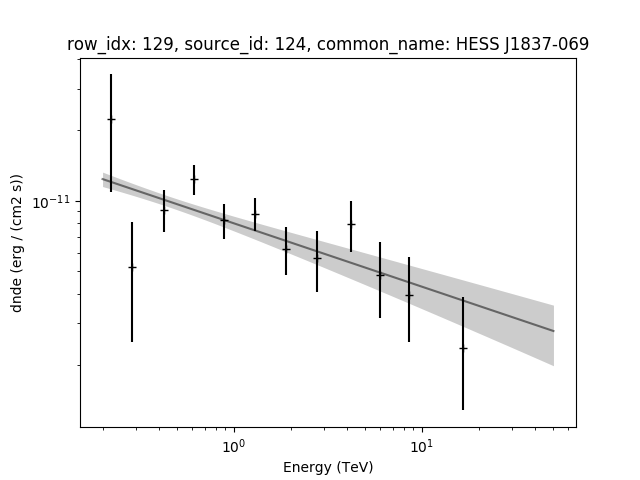 row_idx: 129, source_id: 124, common_name: HESS J1837-069
dnde (erg / (cm2 s))
10⁻¹¹
10⁰
10¹
Energy (TeV)